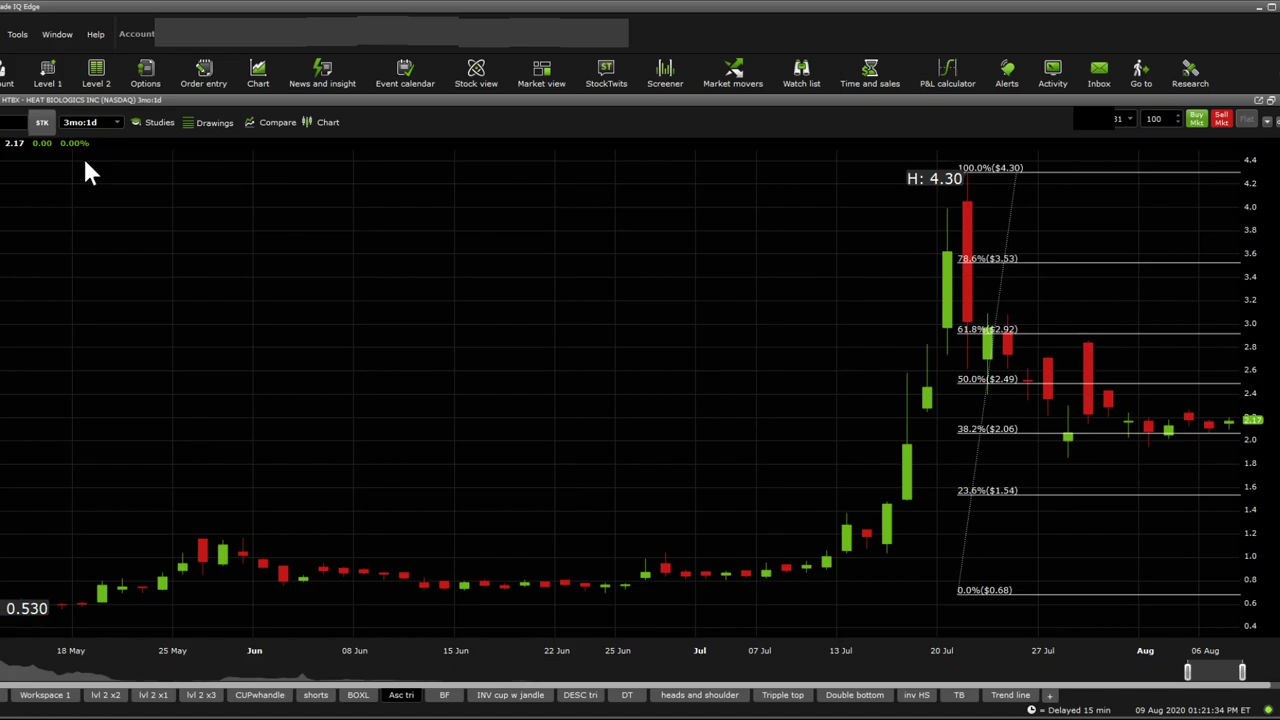 ade IQ Edge
Tools Window Help Account
ount Level 1 Level 2 Options Order entry Chart News and insight Event calendar Stock view StockTwits Screener Market movers Watch list Time and sales P&L calculator Alerts Activity Inbox Go to Research
HTBX - HEAT BIOLOGICS INC (NASDAQ) 3mo:1d
STK 3mo:1d Studies Drawings Compare Chart 31 100 Buy Mkt Sell Mkt Flat
2.17 0.00 0.00%
H: 4.30
100.0%($4.30)
78.6%($3.53)
61.8%($2.92)
50.0%($2.49)
38.2%($2.06)
23.6%($1.54)
0.0%($0.68)
0.530
4.4
4.2
4.0
3.8
3.6
3.4
3.2
3.0
2.8
2.6
2.4
2.17
2.0
1.8
1.6
1.4
1.2
1.0
0.8
0.6
0.4
18 May 25 May Jun 08 Jun 15 Jun 22 Jun 25 Jun Jul 07 Jul 13 Jul 20 Jul 27 Jul Aug 06 Aug
Workspace 1 lvl 2 x2 lvl 2 x1 lvl 2 x3 CUPwhandle shorts BOXL Asc tri BF INV cup w jandle DESC tri DT heads and shoulder Tripple top Double bottom inv HS TB Trend line +
= Delayed 15 min 09 Aug 2020 01:21:34 PM ET